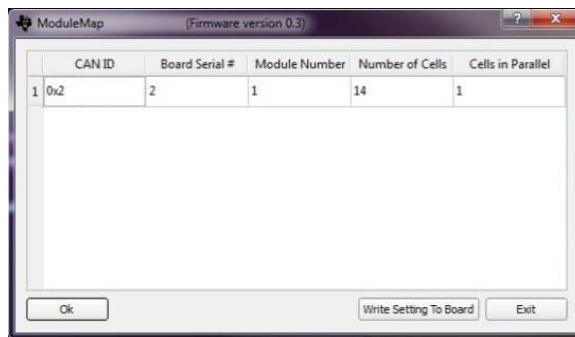 ModuleMap (Firmware version 0.3)
CAN ID Board Serial # Module Number Number of Cells Cells in Parallel
1 0x2 2 1 14 1
Ok Write Setting To Board Exit